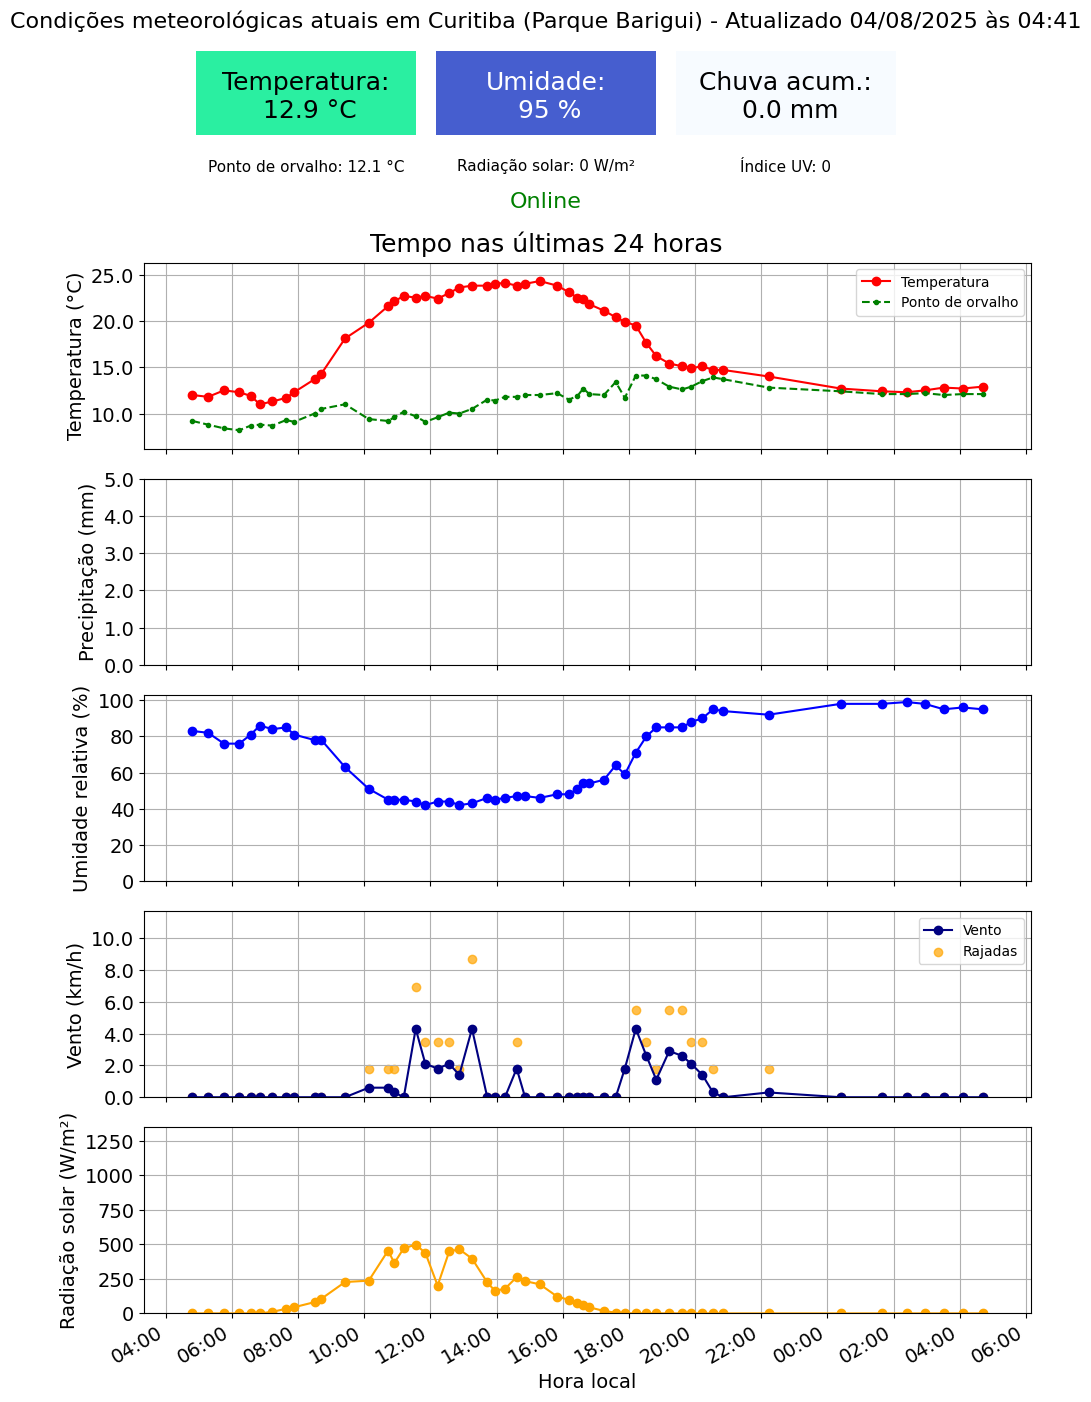 Condições meteorológicas atuais em Curitiba (Parque Barigui) - Atualizado 04/08/2025 às 04:41
Temperatura:
12.9 °C
Umidade:
95 %
Chuva acum.:
0.0 mm
Ponto de orvalho: 12.1 °C
Radiação solar: 0 W/m²
Índice UV: 0
Online
Tempo nas últimas 24 horas
Temperatura (°C)
25.0
20.0
15.0
10.0
Temperatura
Ponto de orvalho
Precipitação (mm)
5.0
4.0
3.0
2.0
1.0
0.0
Umidade relativa (%)
100
80
60
40
20
0
Vento (km/h)
10.0
8.0
6.0
4.0
2.0
0.0
Vento
Rajadas
Radiação solar (W/m²)
1250
1000
750
500
250
0
04:00
06:00
08:00
10:00
12:00
14:00
16:00
18:00
20:00
22:00
00:00
02:00
04:00
06:00
Hora local